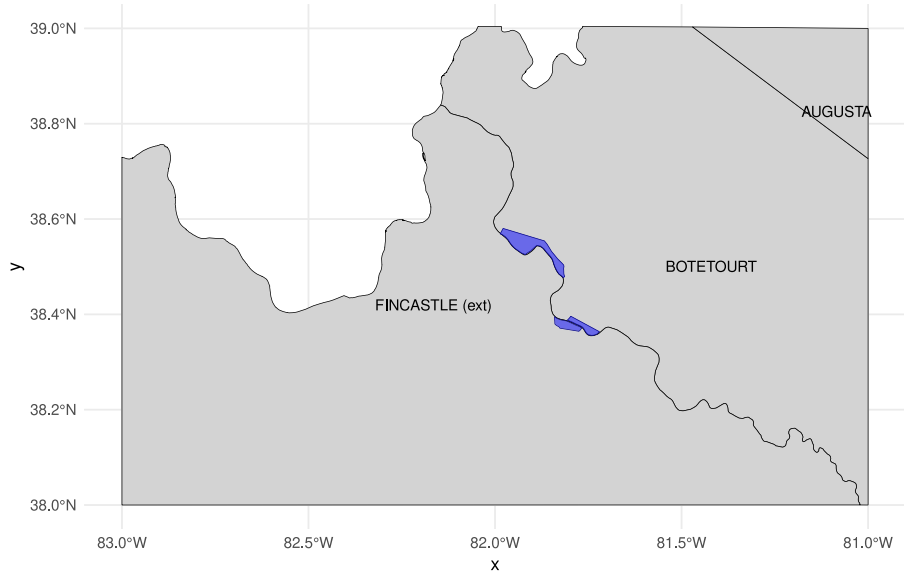 39.0°N
38.8°N
38.6°N
38.4°N
38.2°N
38.0°N
y
AUGUSTA
BOTETOURT
FINCASTLE (ext)
83.0°W 82.5°W 82.0°W 81.5°W 81.0°W
x